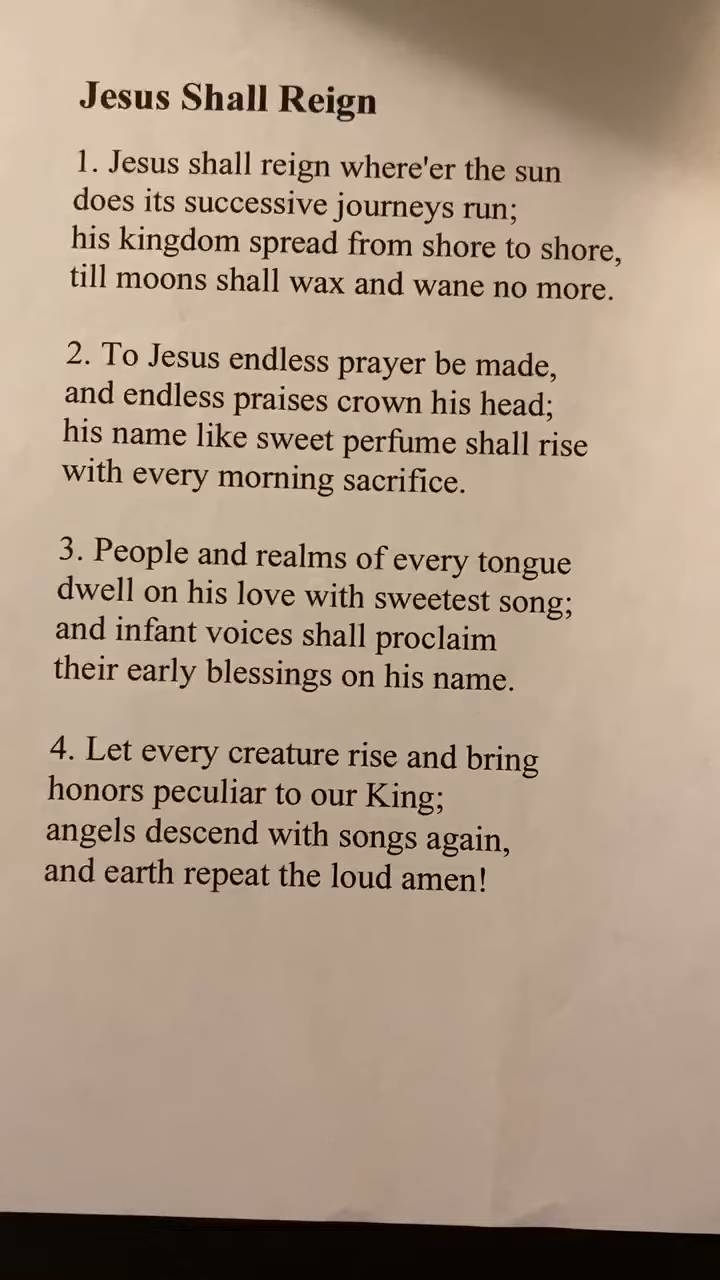 Jesus Shall Reign
1. Jesus shall reign where'er the sun
does its successive journeys run;
his kingdom spread from shore to shore,
till moons shall wax and wane no more.
2. To Jesus endless prayer be made,
and endless praises crown his head;
his name like sweet perfume shall rise
with every morning sacrifice.
3. People and realms of every tongue
dwell on his love with sweetest song;
and infant voices shall proclaim
their early blessings on his name.
4. Let every creature rise and bring
honors peculiar to our King;
angels descend with songs again,
and earth repeat the loud amen!